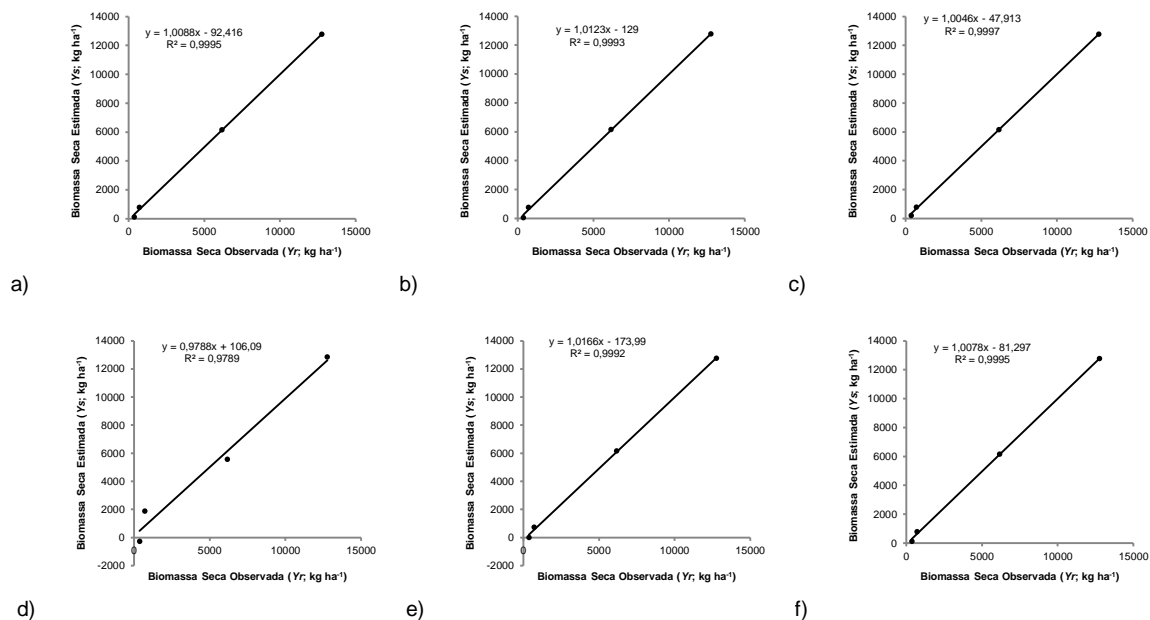 y = 1,0088x - 92,416
R² = 0,9995
14000
12000
10000
8000
6000
4000
2000
0
0
5000
10000
15000
Biomassa Seca Estimada (Ys; kg ha⁻¹)
Biomassa Seca Observada (Yr; kg ha⁻¹)
a)
y = 1,0123x - 129
R² = 0,9993
14000
12000
10000
8000
6000
4000
2000
0
0
5000
10000
15000
Biomassa Seca Estimada (Ys; kg ha⁻¹)
Biomassa Seca Observada (Yr; kg ha⁻¹)
b)
y = 1,0046x - 47,913
R² = 0,9997
14000
12000
10000
8000
6000
4000
2000
0
0
5000
10000
15000
Biomassa Seca Estimada (Ys; kg ha⁻¹)
Biomassa Seca Observada (Yr; kg ha⁻¹)
c)
y = 0,9788x + 106,09
R² = 0,9789
14000
12000
10000
8000
6000
4000
2000
0
-2000
0
5000
10000
15000
Biomassa Seca Estimada (Ys; kg ha⁻¹)
Biomassa Seca Observada (Yr; kg ha⁻¹)
d)
y = 1,0166x - 173,99
R² = 0,9992
14000
12000
10000
8000
6000
4000
2000
0
-2000
0
5000
10000
15000
Biomassa Seca Estimada (Ys; kg ha⁻¹)
Biomassa Seca Observada (Yr; kg ha⁻¹)
e)
y = 1,0078x - 81,297
R² = 0,9995
14000
12000
10000
8000
6000
4000
2000
0
0
5000
10000
15000
Biomassa Seca Estimada (Ys; kg ha⁻¹)
Biomassa Seca Observada (Yr; kg ha⁻¹)
f)